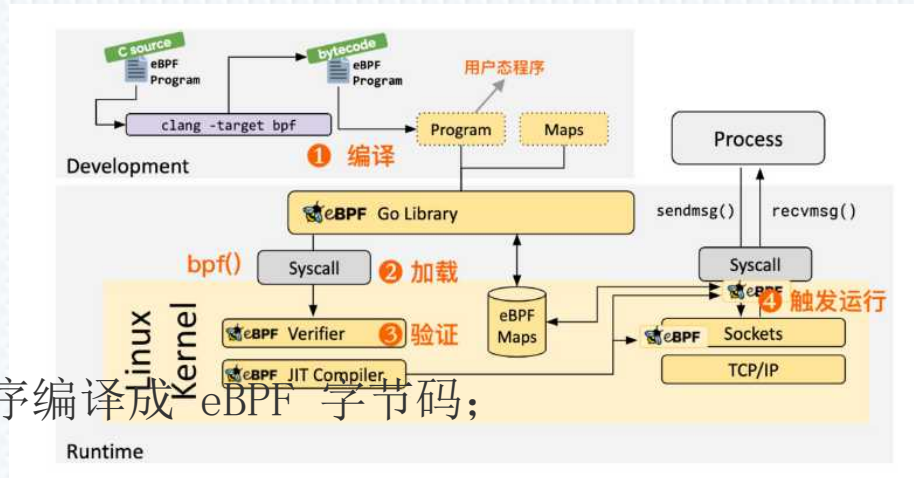 C source
eBPF
Program
bytecode
eBPF
Program
用户态程序
clang -target bpf
Program
Maps
❶ 编译
Development
Process
eBPF Go Library
sendmsg()
recvmsg()
bpf()
Syscall
❷ 加载
Syscall
eBPF
❹ 触发运行
Linux
Kernel
eBPF Verifier
❸ 验证
eBPF
Maps
eBPF
Sockets
eBPF JIT Compiler
TCP/IP
序编译成 eBPF 字节码；
Runtime